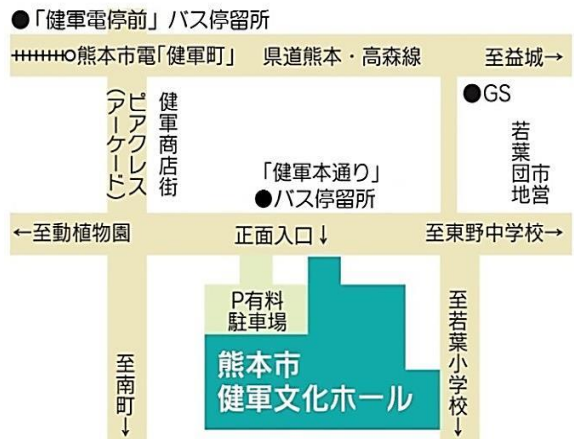 ●「健軍電停前」バス停留所
熊本市電「健軍町」 県道熊本・高森線 至益城→
●GS
ピアクレス
(アーケード)
健軍商店街
市営
若葉団地
「健軍本通り」
●バス停留所
←至動植物園 正面入口↓ 至東野中学校→
P有料
駐車場
熊本市
健軍文化ホール
至南町↓
至若葉小学校↓